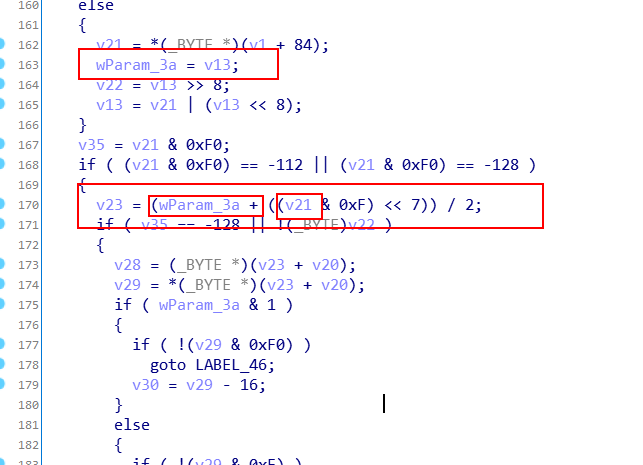 160 else
161 {
162 v21 = *(_BYTE *)(v1 + 84);
163 wParam_3a = v13;
164 v22 = v13 >> 8;
165 v13 = v21 | (v13 << 8);
166 }
167 v35 = v21 & 0xF0;
168 if ( (v21 & 0xF0) == -112 || (v21 & 0xF0) == -128 )
169 {
170 v23 = (wParam_3a + ((v21 & 0xF) << 7)) / 2;
171 if ( v35 == -128 || !(_BYTE)v22 )
172 {
173 v28 = (_BYTE *)(v23 + v20);
174 v29 = *(_BYTE *)(v23 + v20);
175 if ( wParam_3a & 1 )
176 {
177 if ( !(v29 & 0xF0) )
178 goto LABEL_46;
179 v30 = v29 - 16;
180 }
181 else
182 {
183 if ( !(v29 & 0xF) )